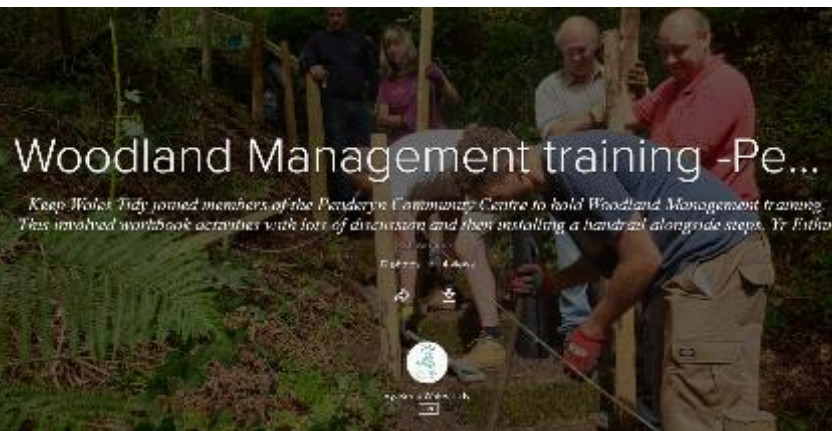 Woodland Management training -Pe...
Keep Wales Tidy joined members of the Penderyn Community Centre to hold Woodland Management training.
This involved workbook activities with lots of discussion and then installing a handrail alongside steps. Yr
photos